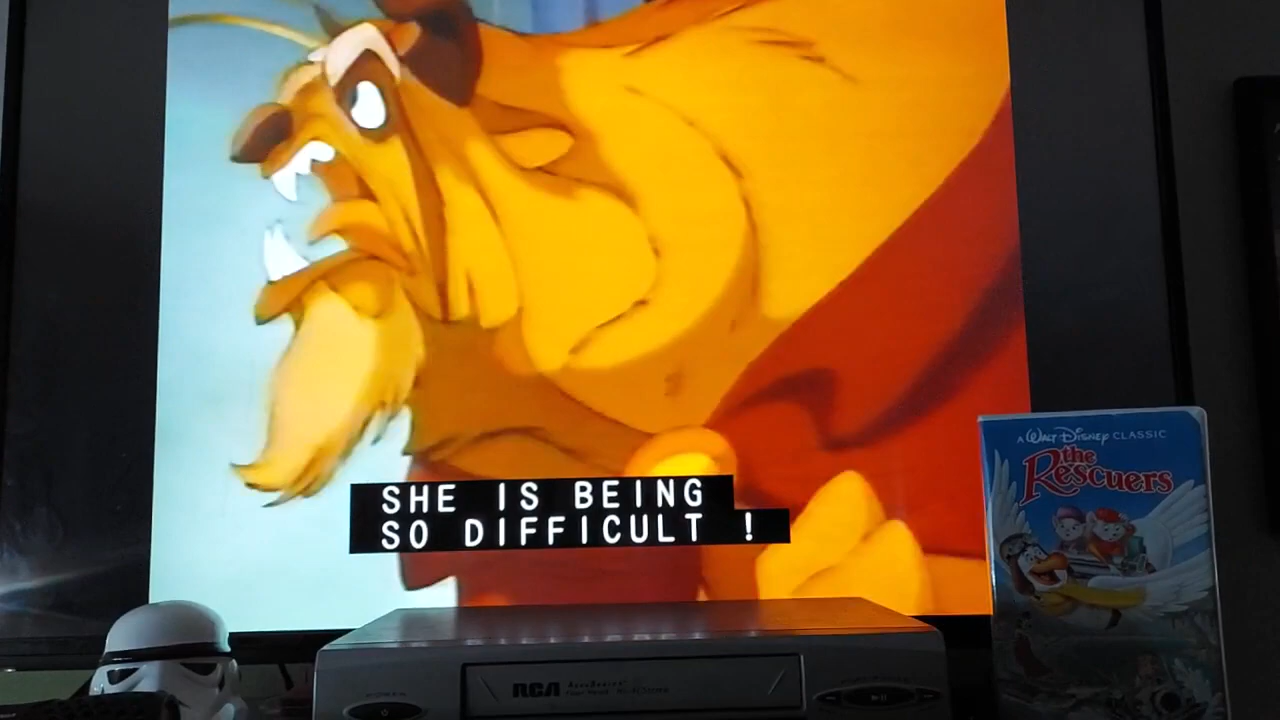 SHE IS BEING
SO DIFFICULT !
A WALT DISNEY CLASSIC
the
RESCUERS
RCA